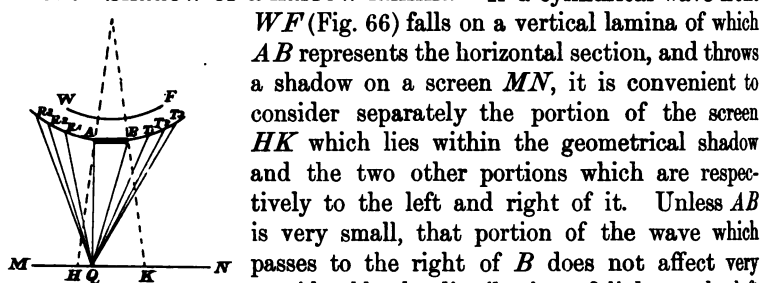 WF (Fig. 66) falls on a vertical lamina of which
AB represents the horizontal section, and throws
a shadow on a screen MN, it is convenient to
consider separately the portion of the screen
HK which lies within the geometrical shadow
and the two other portions which are respec-
tively to the left and right of it. Unless AB
is very small, that portion of the wave which
passes to the right of B does not affect very
W F
A B T1 T2 T3
M H Q K N